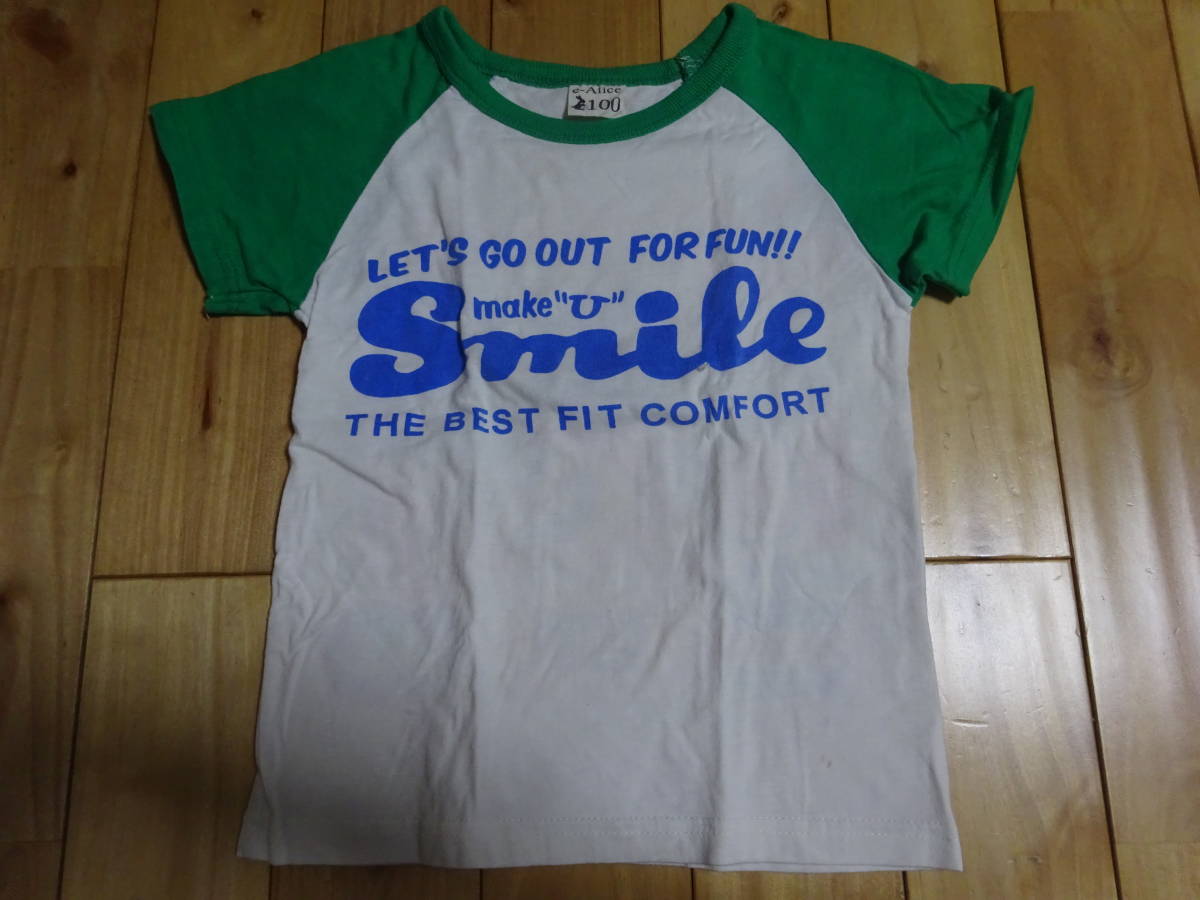 e-Alice
100
LET'S GO OUT FOR FUN!!
make "U"
Smile
THE BEST FIT COMFORT